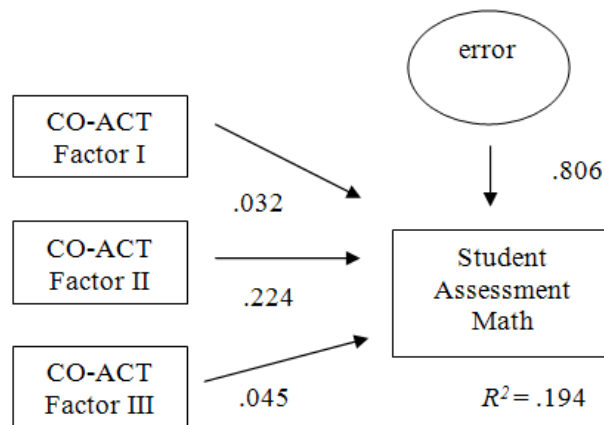 error
CO-ACT
Factor I
.806
.032
CO-ACT
Factor II
Student
Assessment
Math
.224
CO-ACT
Factor III
.045
R² = .194